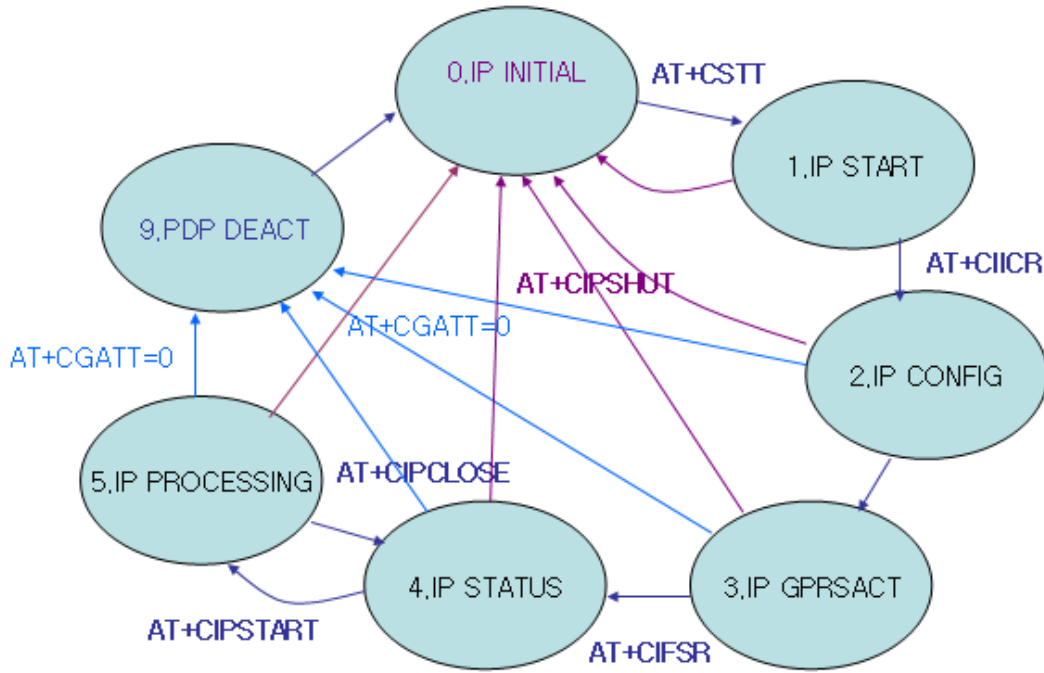 0,IP INITIAL
AT+CSTT
1,IP START
9,PDP DEACT
AT+CIICR
AT+CIPSHUT
AT+CGATT=0
AT+CGATT=0
2,IP CONFIG
5,IP PROCESSING
AT+CIPCLOSE
4,IP STATUS
3,IP GPRSACT
AT+CIPSTART
AT+CIFSR